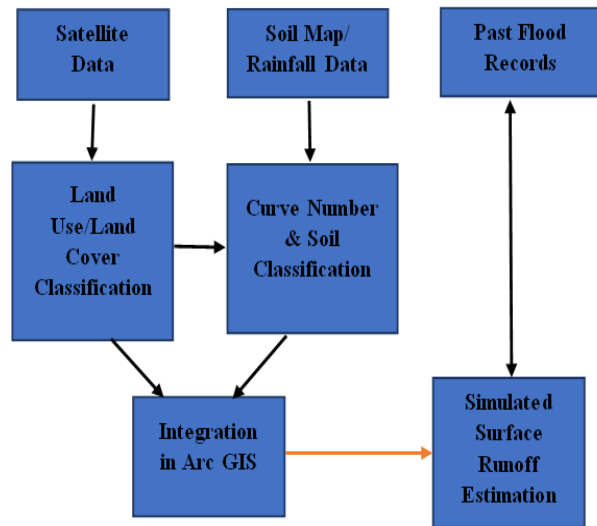 Satellite
Data
Soil Map/
Rainfall Data
Past Flood
Records
Land
Use/Land
Cover
Classification
Curve Number
& Soil
Classification
Integration
in Arc GIS
Simulated
Surface
Runoff
Estimation